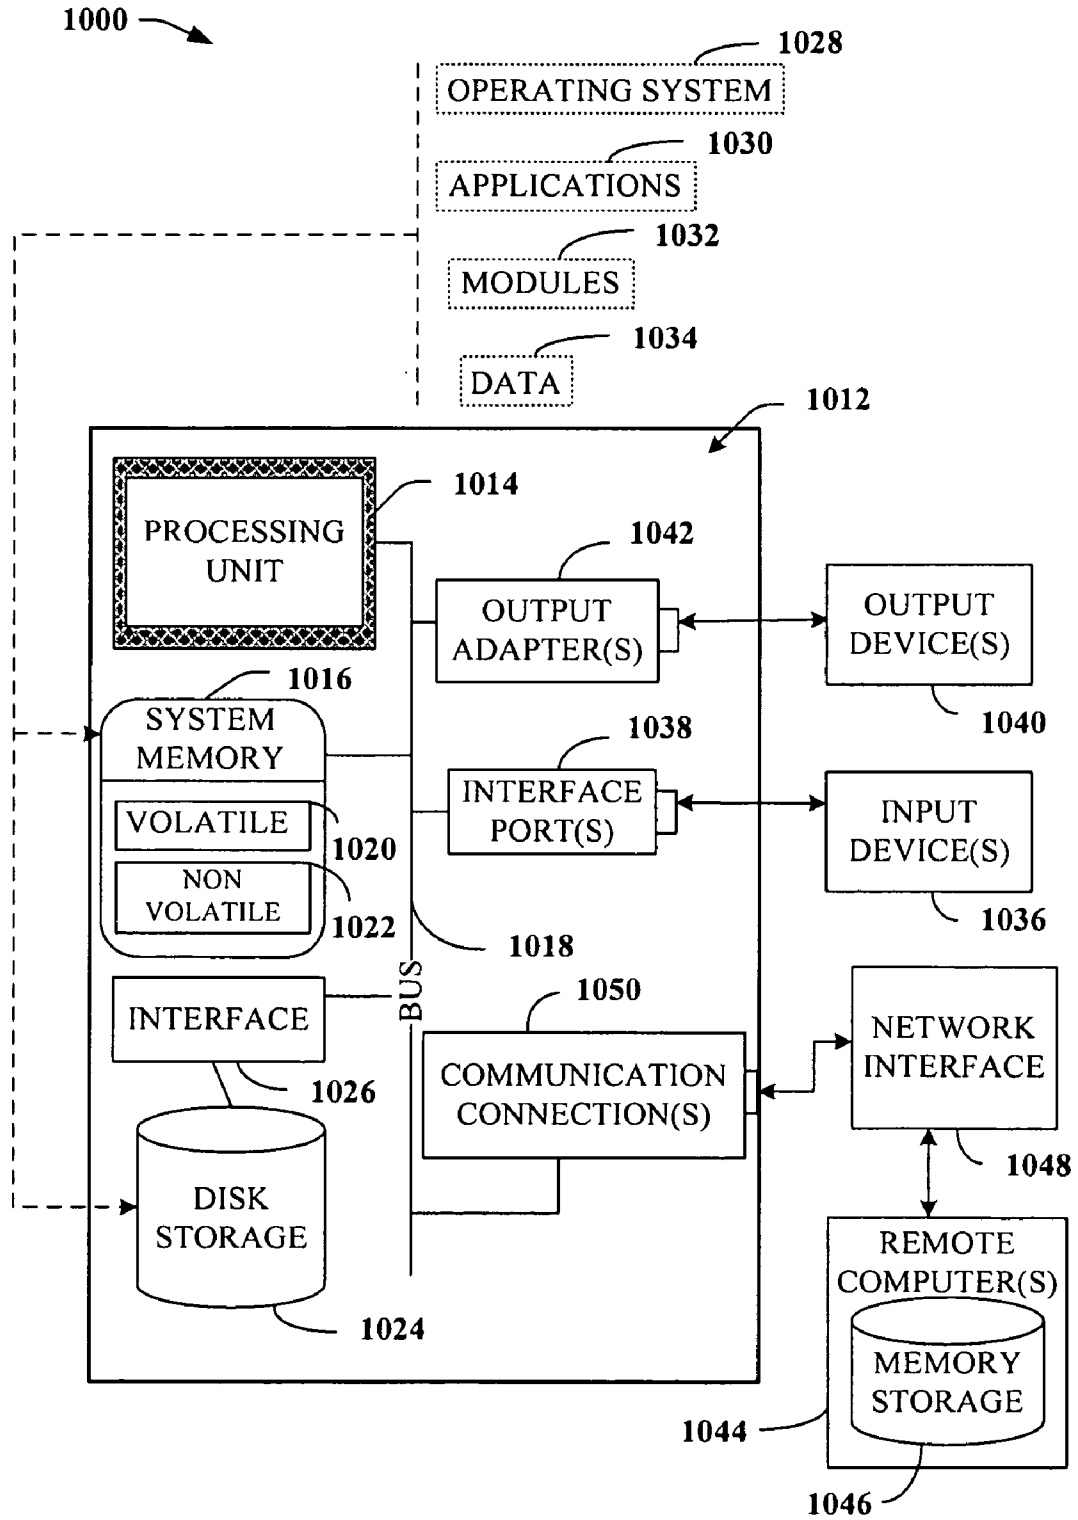 1000
1028
OPERATING SYSTEM
1030
APPLICATIONS
1032
MODULES
1034
DATA
1012
1014
PROCESSING
UNIT
1042
OUTPUT
ADAPTER(S)
OUTPUT
DEVICE(S)
1040
1016
SYSTEM
MEMORY
VOLATILE
1020
NON
VOLATILE
1022
1038
INTERFACE
PORT(S)
INPUT
DEVICE(S)
1036
1018
BUS
INTERFACE
1026
1050
COMMUNICATION
CONNECTION(S)
NETWORK
INTERFACE
1048
DISK
STORAGE
1024
REMOTE
COMPUTER(S)
MEMORY
STORAGE
1044
1046